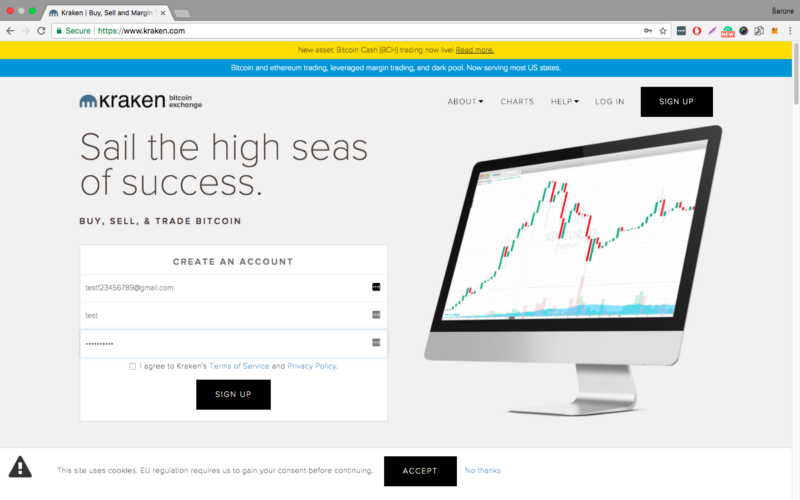 Kraken | Buy, Sell and Margin
Šarūnė
Secure
https://www.kraken.com
NEW
New asset: Bitcoin Cash (BCH) trading now live! Read more.
Bitcoin and ethereum trading, leveraged margin trading, and dark pool. Now serving most US states.
kraken bitcoin exchange
ABOUT
CHARTS
HELP
LOG IN
SIGN UP
Sail the high seas
of success.
BUY, SELL, & TRADE BITCOIN
CREATE AN ACCOUNT
test123456789@gmail.com
test
••••••••••
I agree to Kraken's Terms of Service and Privacy Policy.
SIGN UP
This site uses cookies. EU regulation requires us to gain your consent before continuing.
ACCEPT
No thanks